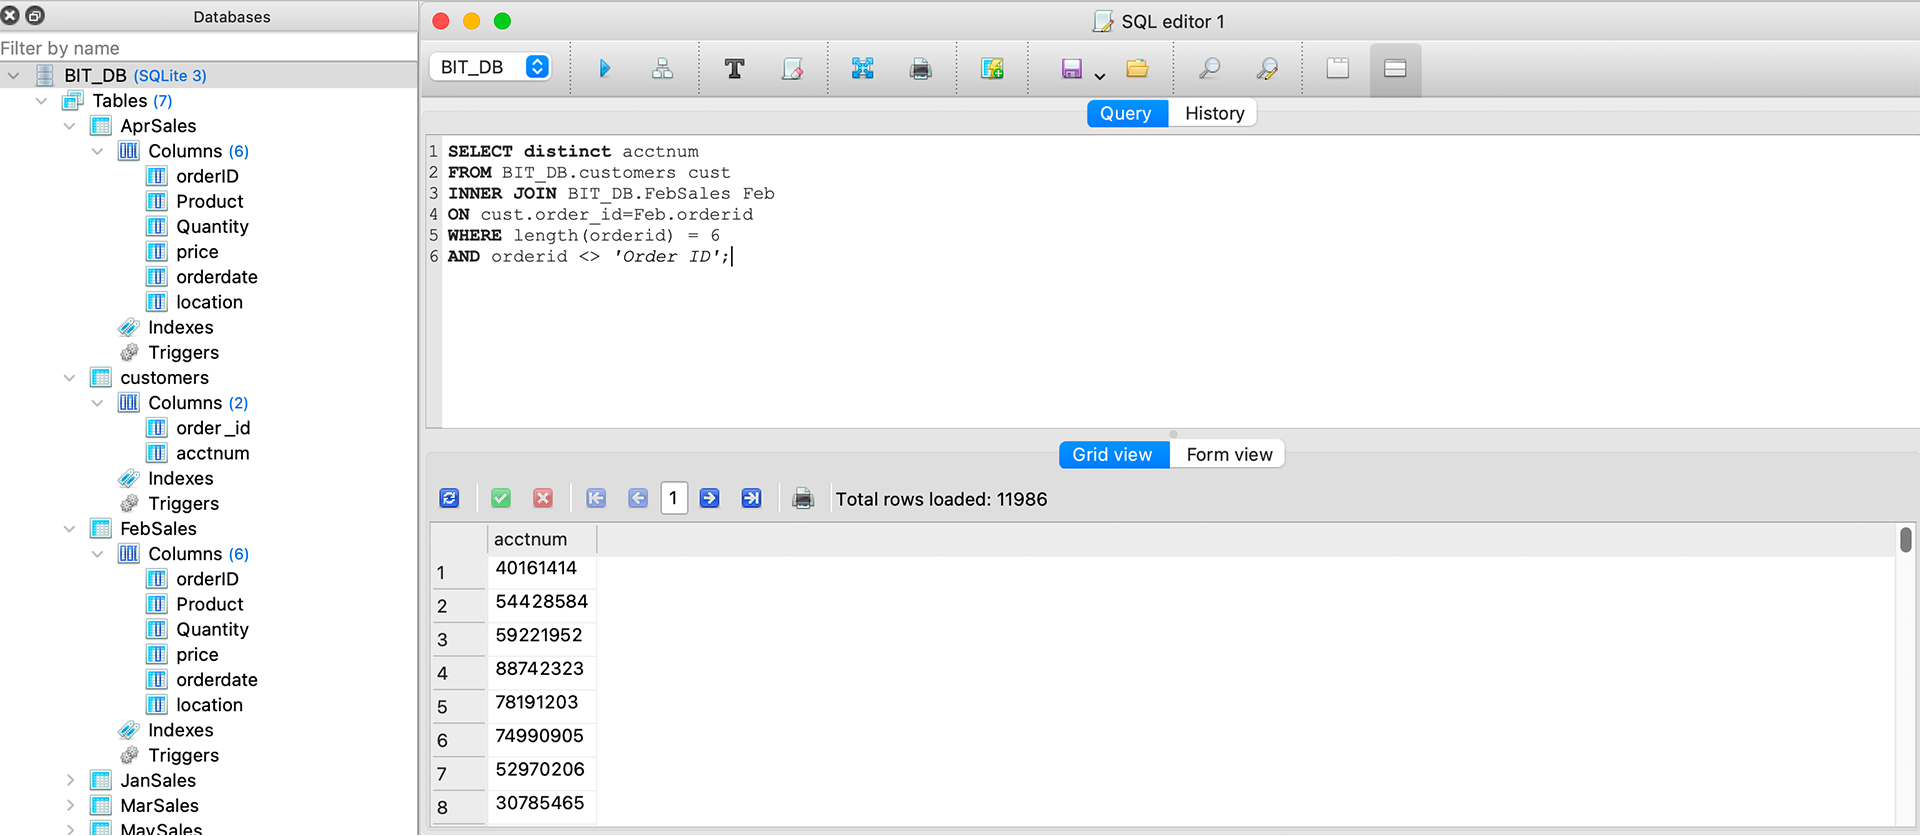 Databases
Filter by name
BIT_DB (SQLite 3)
Tables (7)
AprSales
Columns (6)
orderID
Product
Quantity
price
orderdate
location
Indexes
Triggers
customers
Columns (2)
order_id
acctnum
Indexes
Triggers
FebSales
Columns (6)
orderID
Product
Quantity
price
orderdate
location
Indexes
Triggers
JanSales
MarSales
MaySales
SQL editor 1
BIT_DB
Query History
1 SELECT distinct acctnum
2 FROM BIT_DB.customers cust
3 INNER JOIN BIT_DB.FebSales Feb
4 ON cust.order_id=Feb.orderid
5 WHERE length(orderid) = 6
6 AND orderid <> 'Order ID';
Grid view Form view
1 Total rows loaded: 11986
acctnum
1 40161414
2 54428584
3 59221952
4 88742323
5 78191203
6 74990905
7 52970206
8 30785465